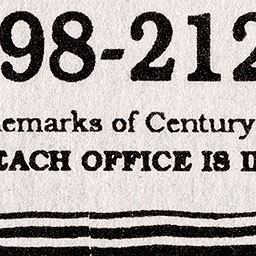 98-212
emarks of Century
EACH OFFICE IS I